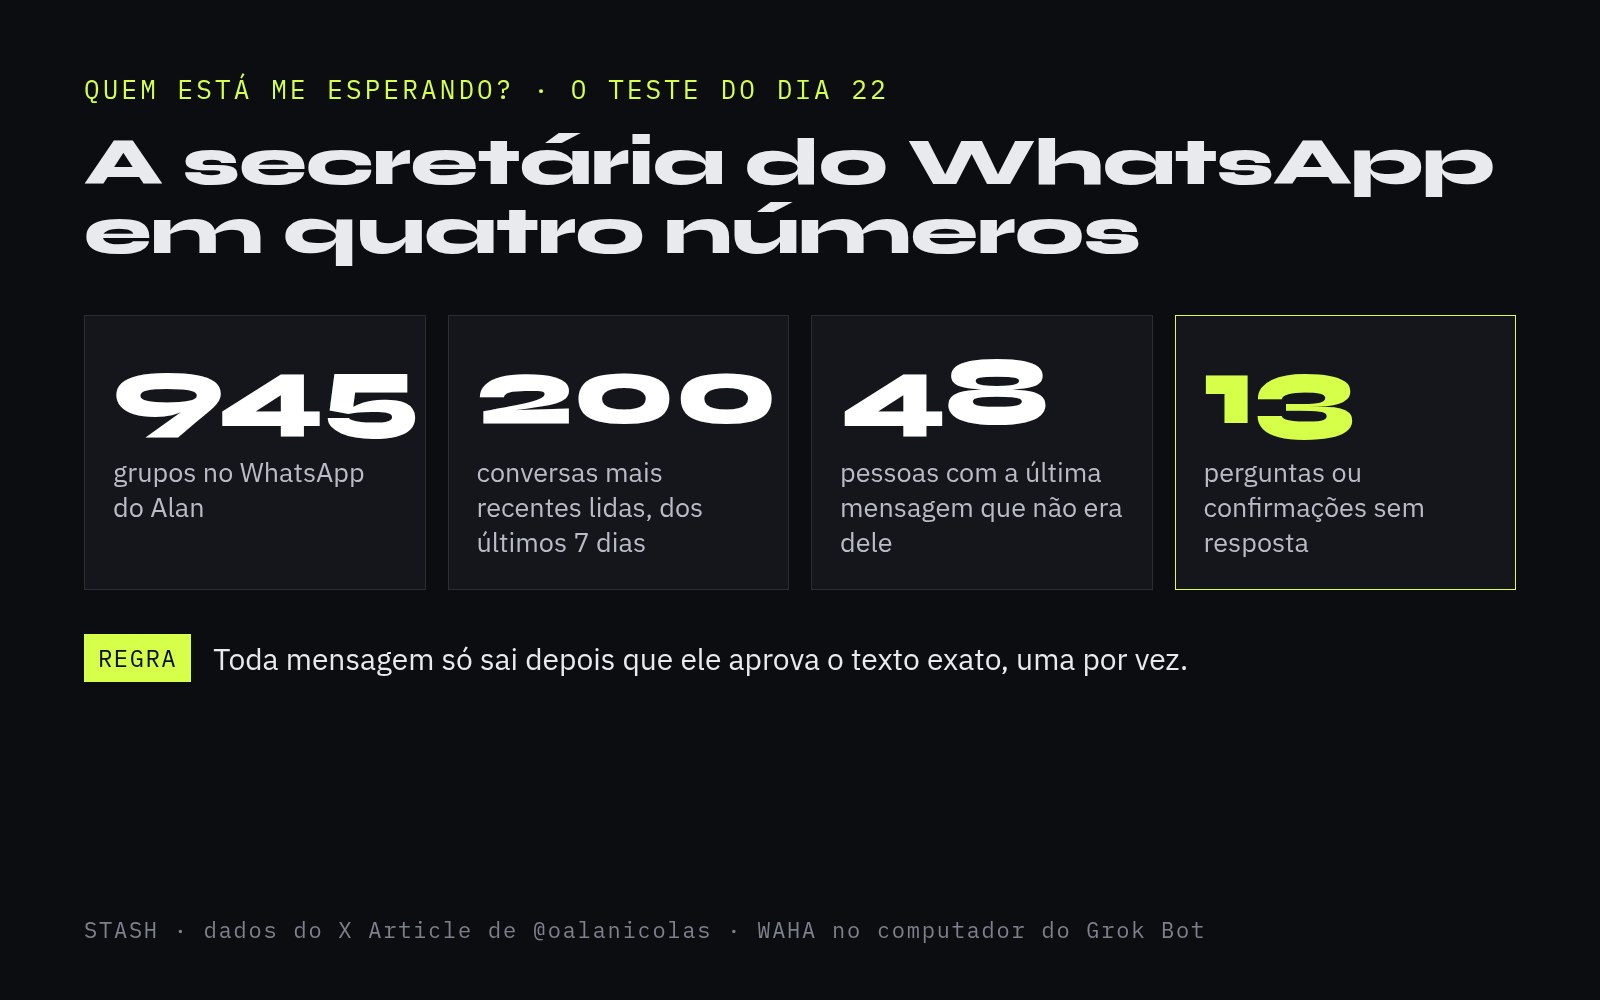 QUEM ESTÁ ME ESPERANDO? · O TESTE DO DIA 22
A secretária do WhatsApp
em quatro números
945
grupos no WhatsApp
do Alan
200
conversas mais
recentes lidas, dos
últimos 7 dias
48
pessoas com a última
mensagem que não era
dele
13
perguntas ou
confirmações sem
resposta
REGRA Toda mensagem só sai depois que ele aprova o texto exato, uma por vez.
STASH · dados do X Article de @oalanicolas · WAHA no computador do Grok Bot